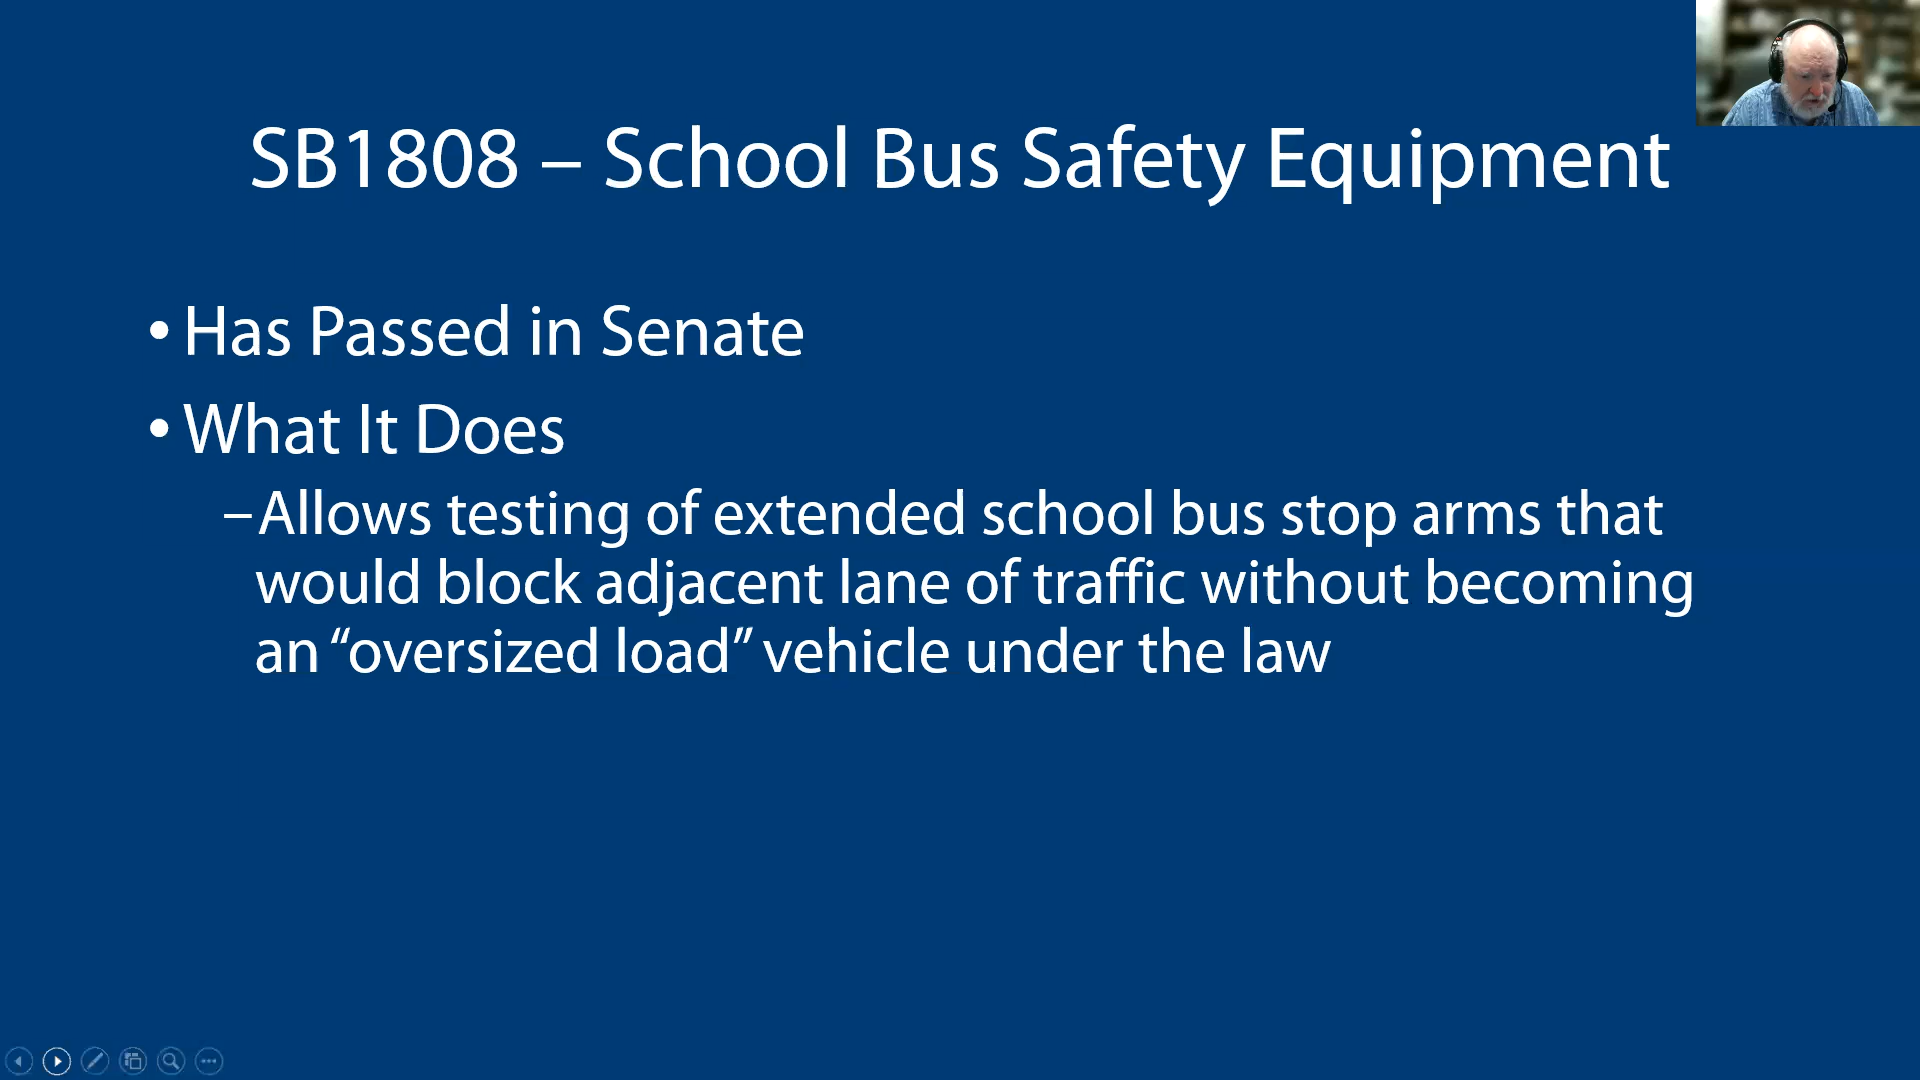 SB1808 – School Bus Safety Equipment
• Has Passed in Senate
• What It Does
–Allows testing of extended school bus stop arms that
would block adjacent lane of traffic without becoming
an “oversized load” vehicle under the law